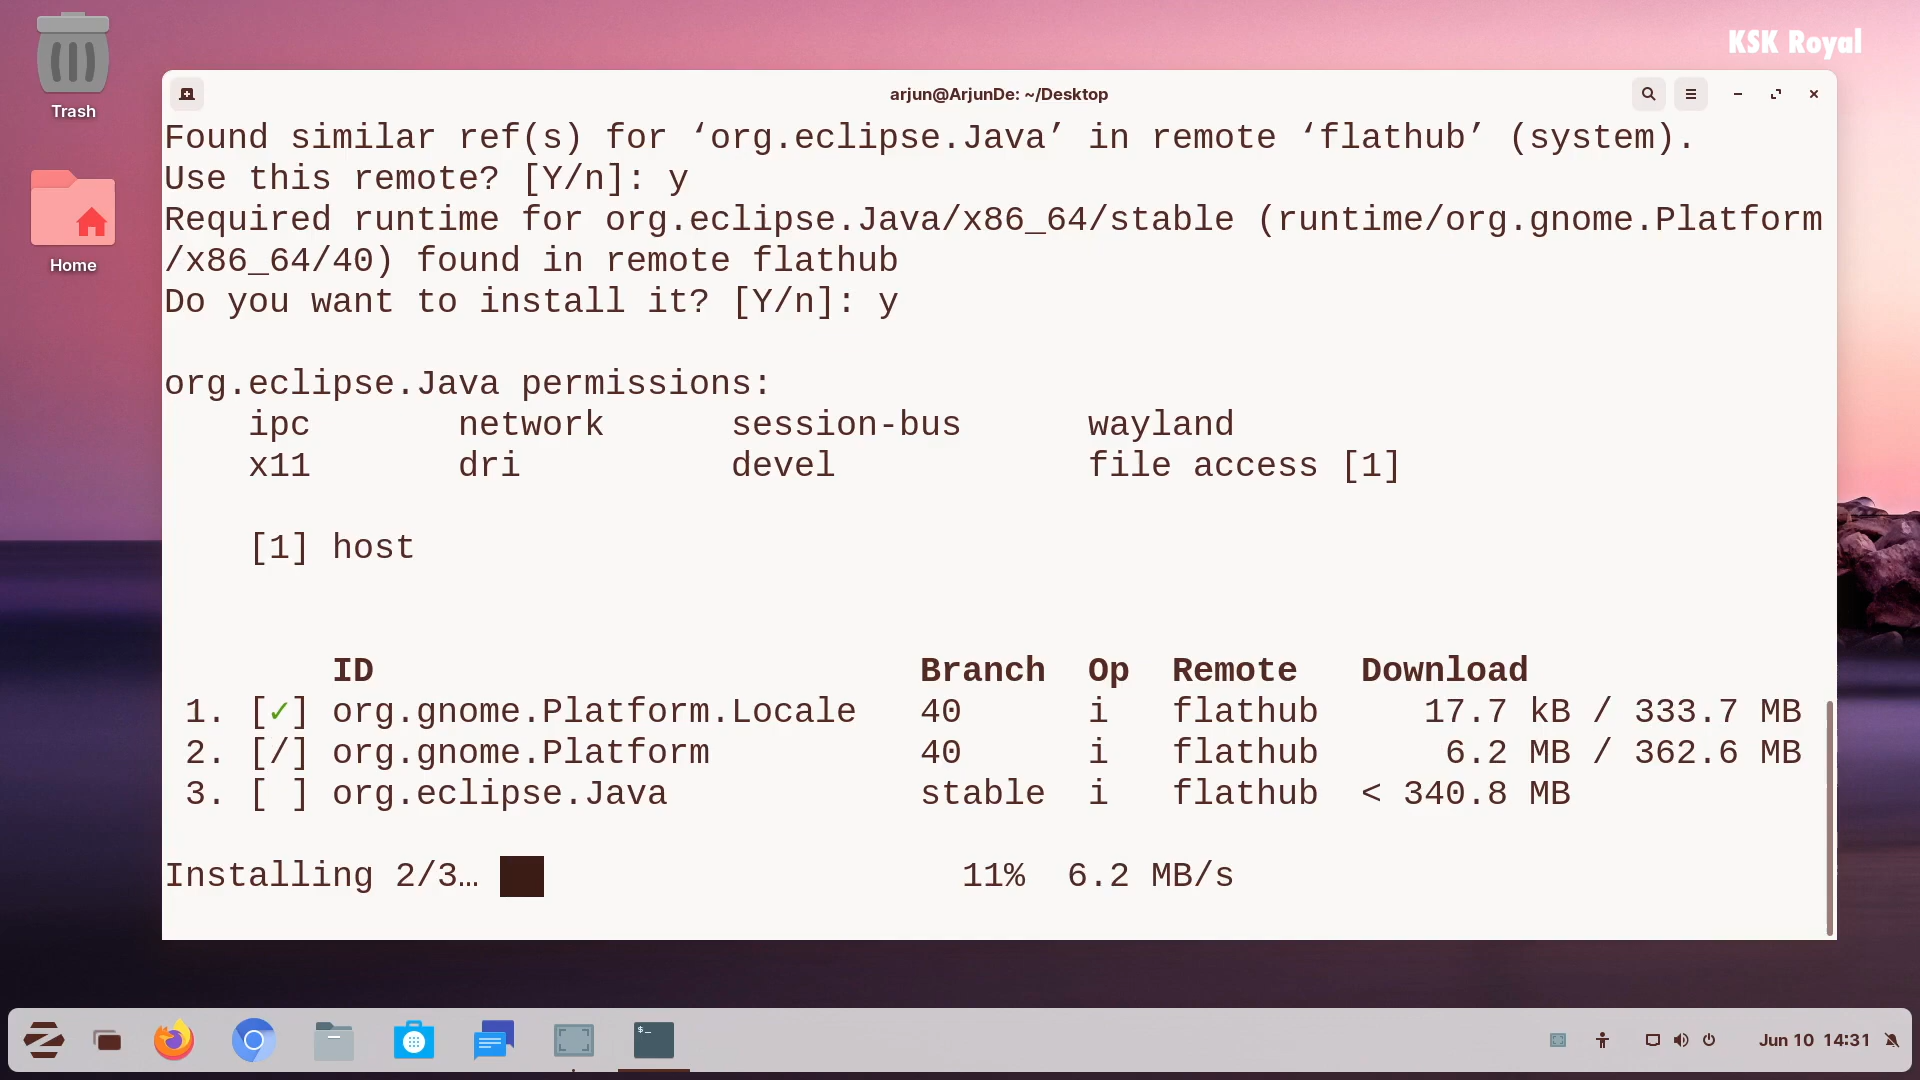 KSK Royal
Trash
Home
arjun@ArjunDe: ~/Desktop
Found similar ref(s) for ‘org.eclipse.Java’ in remote ‘flathub’ (system).
Use this remote? [Y/n]: y
Required runtime for org.eclipse.Java/x86_64/stable (runtime/org.gnome.Platform
/x86_64/40) found in remote flathub
Do you want to install it? [Y/n]: y
org.eclipse.Java permissions:
ipc network session-bus wayland
x11 dri devel file access [1]
[1] host
ID Branch Op Remote Download
1. [✓] org.gnome.Platform.Locale 40 i flathub 17.7 kB / 333.7 MB
2. [/] org.gnome.Platform 40 i flathub 6.2 MB / 362.6 MB
3. [ ] org.eclipse.Java stable i flathub < 340.8 MB
Installing 2/3… 11% 6.2 MB/s
$_
Jun 10 14:31